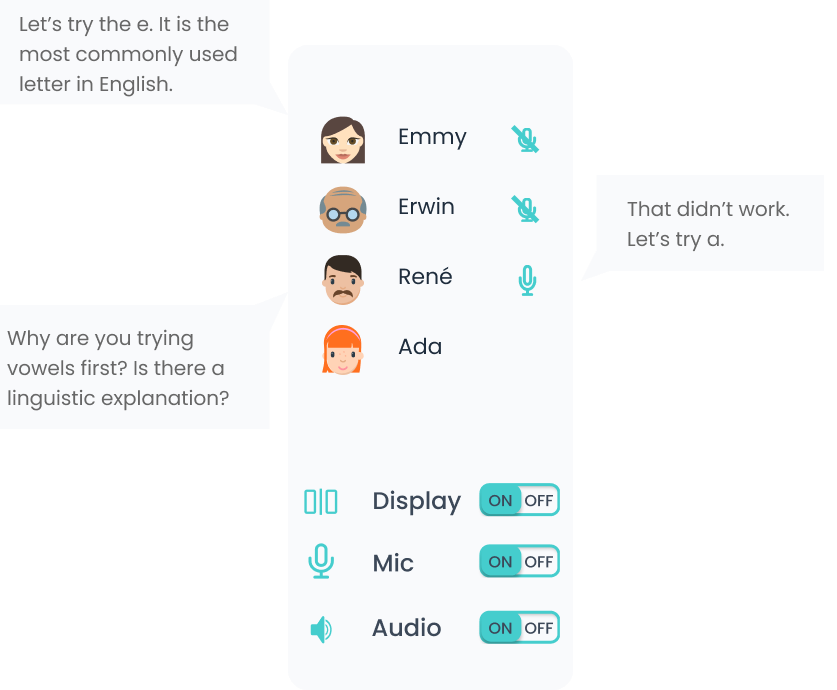 Let’s try the e. It is the
most commonly used
letter in English.
Emmy
Erwin
That didn’t work.
Let’s try a.
René
Why are you trying
vowels first? Is there a
linguistic explanation?
Ada
Display ON OFF
Mic ON OFF
Audio ON OFF